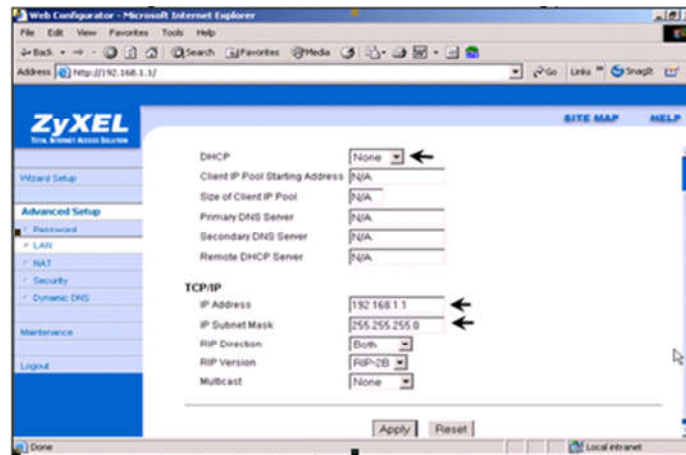 Web Configurator - Microsoft Internet Explorer
File Edit View Favorites Tools Help
Back Search Favorites Media
Address http://192.168.1.1/ Go Links SnagIt
ZyXEL
TOTAL INTERNET ACCESS SOLUTION
SITE MAP HELP
Wizard Setup
Advanced Setup
Password
LAN
NAT
Security
Dynamic DNS
Maintenance
Logout
DHCP None
Client IP Pool Starting Address N/A
Size of Client IP Pool N/A
Primary DNS Server N/A
Secondary DNS Server N/A
Remote DHCP Server N/A
TCP/IP
IP Address 192.168.1.1
IP Subnet Mask 255.255.255.0
RIP Direction Both
RIP Version RIP-2B
Multicast None
Apply Reset
Done Local intranet